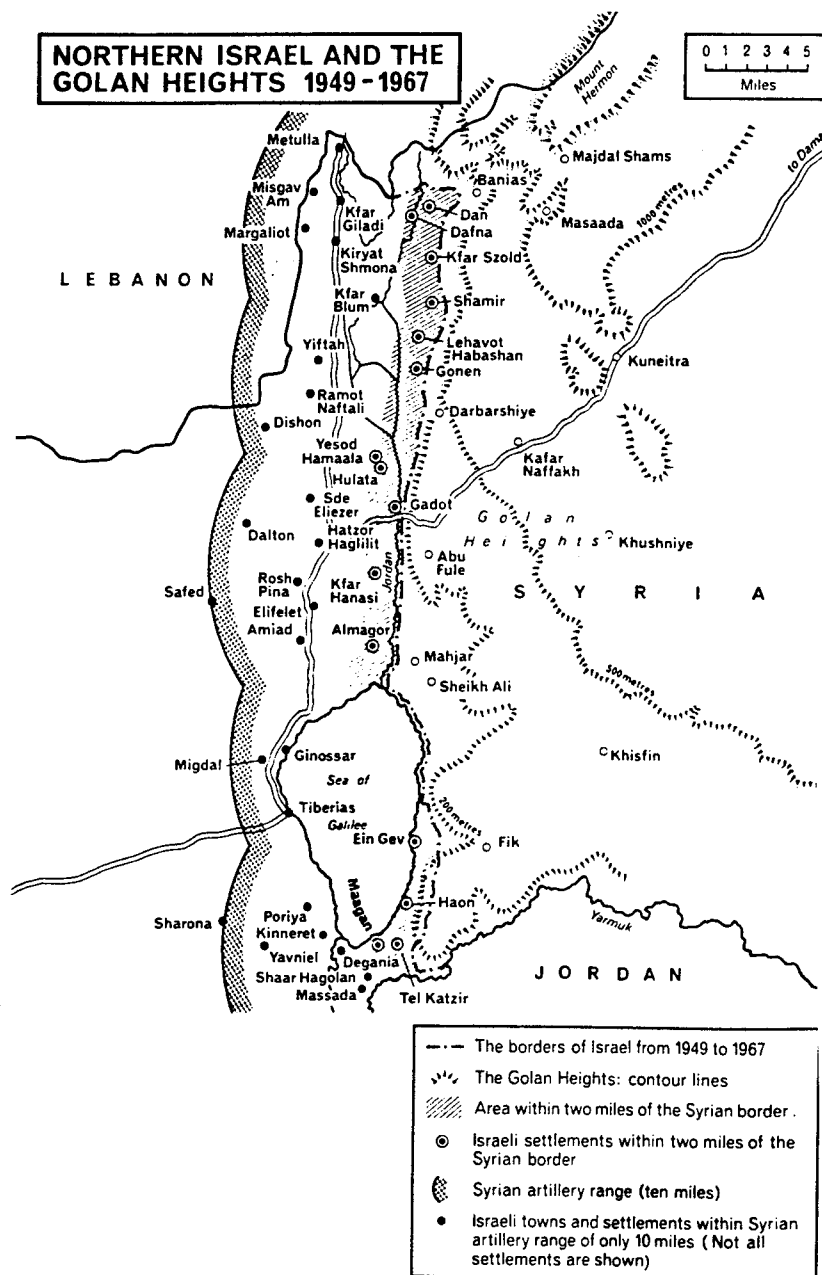 NORTHERN ISRAEL AND THE
GOLAN HEIGHTS 1949-1967
0 1 2 3 4 5
Miles
Mount
Hermon
to Dama
Metulla
Majdal Shams
Misgav
Am
Banias
Dan
Kfar
Giladi
Dafna
Masaada
Margaliot
1000 metres
Kiryat
Shmona
Kfar Szold
LEBANON
Kfar
Blum
Shamir
Yiftah
Lehavot
Habashan
Kuneitra
Gonen
Ramot
Naftali
Darbarshiye
Dishon
Yesod
Hamaala
Kafar
Naffakh
Hulata
Sde
Eliezer
Gadot
Golan
Heights
Dalton
Hatzor
Haglilit
Khushniye
Abu
Fule
Jordan
Rosh
Pina
Kfar
Hanasi
Safed
SYRIA
Elifelet
Amiad
Almagor
Mahjar
500 metres
Sheikh Ali
Migdal
Ginossar
Khisfin
Sea of
Galilee
Tiberias
200 metres
Ein Gev
Fik
Maagan
Haon
Sharona
Poriya
Kinneret
Yarmuk
Yavniel
Degania
JORDAN
Shaar Hagolan
Massada
Tel Katzir
The borders of Israel from 1949 to 1967
The Golan Heights: contour lines
Area within two miles of the Syrian border .
Israeli settlements within two miles of the
Syrian border
Syrian artillery range (ten miles)
Israeli towns and settlements within Syrian
artillery range of only 10 miles ( Not all
settlements are shown)